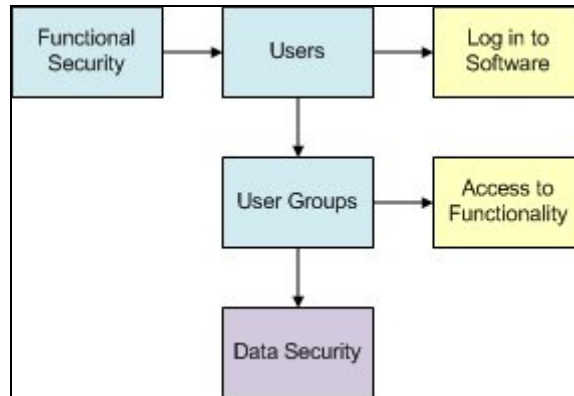 Functional
Security
Users
Log in to
Software
User Groups
Access to
Functionality
Data Security